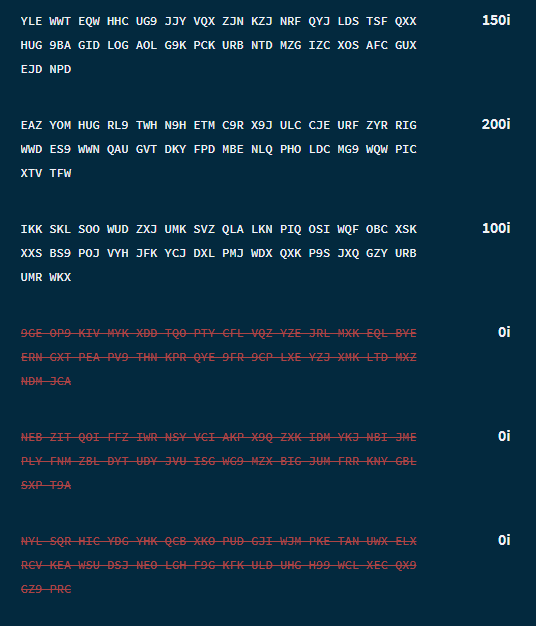 YLE WWT EQW HHC UG9 JJY VQX ZJN KZJ NRF QYJ LDS TSF QXX 150i
HUG 9BA GID LOG AOL G9K PCK URB NTD MZG IZC XOS AFC GUX
EJD NPD
EAZ YOM HUG RL9 TWH N9H ETM C9R X9J ULC CJE URF ZYR RIG 200i
WWD ES9 WWN QAU GVT DKY FPD MBE NLQ PHO LDC MG9 WQW PIC
XTV TFW
IKK SKL SOO WUD ZXJ UMK SVZ QLA LKN PIQ OSI WQF OBC XSK 100i
XXS BS9 POJ VYH JFK YCJ DXL PMJ WDX QXK P9S JXQ GZY URB
UMR WKX
9GE OP9 KIV MYK XDD TQO PTY CFL VQZ YZE JRL MXK EQL BYE 0i
ERN GXT PEA PV9 THN KPR QYE 9FR 9CP LXE YZJ XMK LTD MXZ
NDM JCA
NEB ZIT QOI FFZ IWR NSY VCI AKP X9Q ZXK IDM YKJ NBI JME 0i
PLY FNM ZBL DYT UDY JVU ISG WG9 MZX BIG JUM FRR KNY GBL
SXP T9A
NYL SQR HIC YDG YHK QCB XKO PUD GJI WJM PKE TAN UWX ELX 0i
RCV KEA WSU DSJ NEO LGH F9G KFK ULD UHG H99 WCL XEC QX9
GZ9 PRC